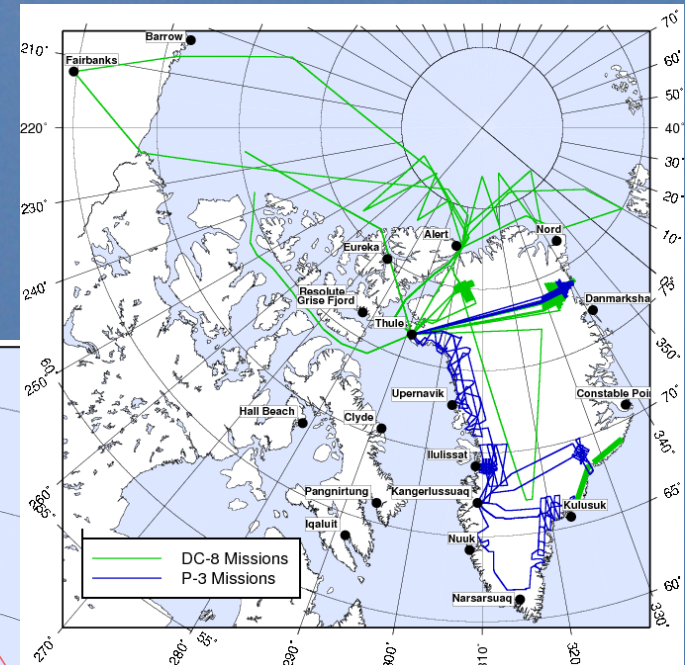 70°
Barrow
210°
Fairbanks
60°
50°
220°
40°
30°
230°
20°
10°
Alert
Nord
Eureka
240°
Resolute
Grise Fjord
Danmarksha
Thule
350°
250°
Upernavik
Constable Poi
70°
Hall Beach
Clyde
340°
Ilulissat
Pangnirtung
Kangerlussuaq
65°
260°
Iqaluit
Kulusuk
Nuuk
DC-8 Missions
P-3 Missions
60°
Narsarsuaq
330°
270°
280°
55°
290°
300
310
320